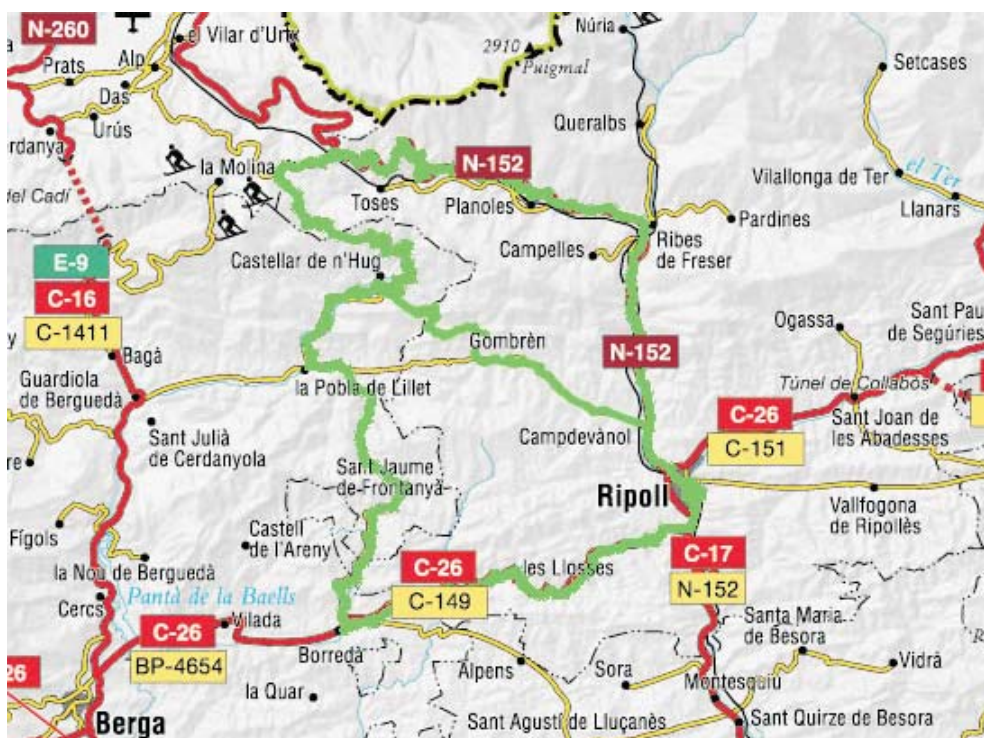 N-260
el Vilar d'Urtx
Núria
2910
Puigmal
Setcases
Prats
Alp
Das
Urús
Queralbs
la Molina
N-152
el Ter
Vilallonga de Ter
Llanars
del Cadí
Toses
Planoles
Pardines
Campelles
Ribes
de Freser
E-9
C-16
C-1411
Castellar de n'Hug
Bagà
Gombrèn
N-152
Ogassa
Sant Pau
de Segúries
Guardiola
de Berguedà
la Pobla de Lillet
Túnel de Collabós
C-26
C-151
Sant Joan de
les Abadesses
Sant Julià
de Cerdanyola
Campdevànol
Sant Jaume
de Frontanyà
Ripoll
Vallfogona
de Ripollès
Fígols
Castell
de l'Areny
la Nou de Berguedà
C-26
C-149
les Llosses
C-17
N-152
Cercs
Pantà de la Baells
Vilada
C-26
BP-4654
Borredà
Santa Maria
de Besora
Alpens
Sora
Vidrà
la Quar
Montesquiu
26
Berga
Sant Agustí de Lluçanès
Sant Quirze de Besora